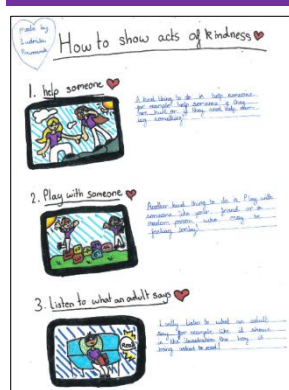 made by
Ludrika
How to show acts of kindness
1. help someone
A kind thing to do is help someone
for example help someone if they
are hurt or if they need help
ing something
2. Play with someone
Another kind thing to do is Play with
someone like your friend or a
random person who may be
feeling lonely!
3. Listen to what an adult says
Lastly listen to what an adult
say for example like it shows
in the illustration the boy is
being asked to read!
Read